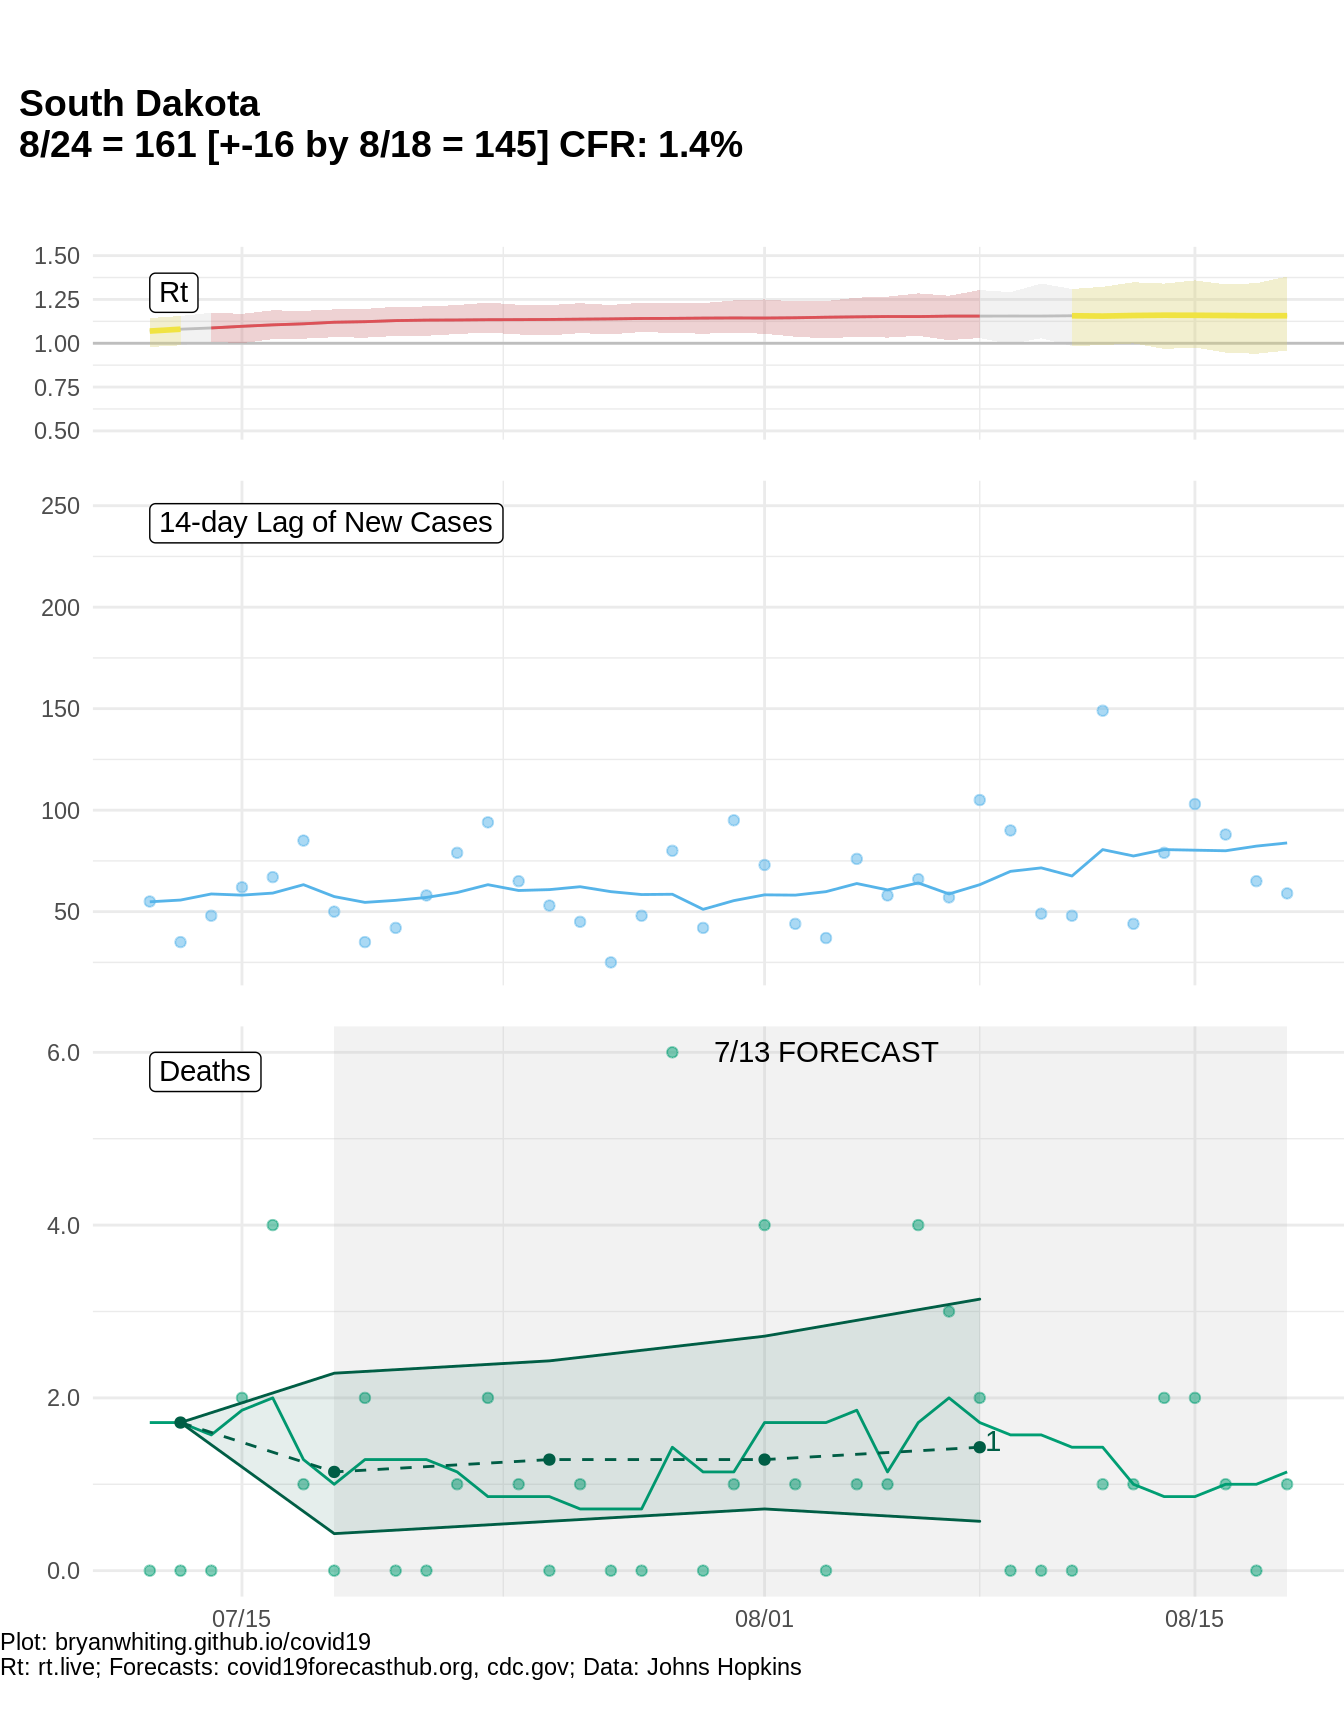 South Dakota
8/24 = 161 [+-16 by 8/18 = 145] CFR: 1.4%
1.50
Rt
1.25
1.00
0.75
0.50
250
14-day Lag of New Cases
200
150
100
50
6.0
7/13 FORECAST
Deaths
4.0
2.0
1
0.0
07/15
08/01
08/15
Plot: bryanwhiting.github.io/covid19
Rt: rt.live; Forecasts: covid19forecasthub.org, cdc.gov; Data: Johns Hopkins